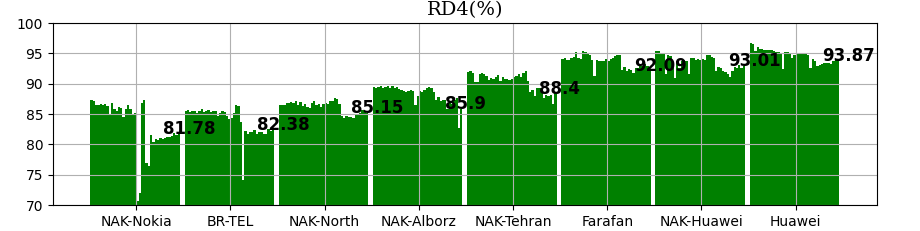 RD4(%)
100
95
90
85
80
75
70
81.78
82.38
85.15
85.9
88.4
92.09
93.01
93.87
NAK-Nokia
BR-TEL
NAK-North
NAK-Alborz
NAK-Tehran
Farafan
NAK-Huawei
Huawei